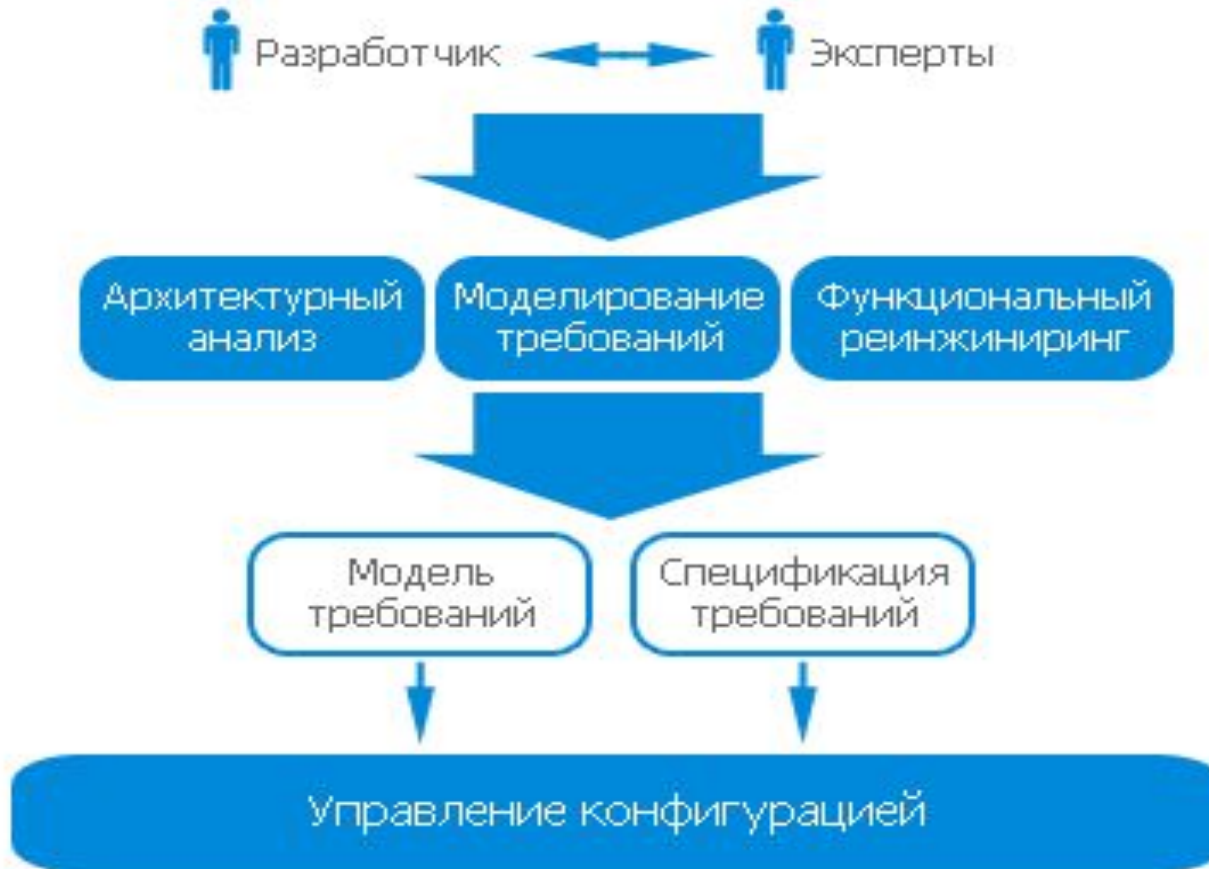 Разработчик
Эксперты
Архитектурный
анализ
Моделирование
требований
Функциональный
реинжиниринг
Модель
требований
Спецификация
требований
Управление конфигурацией